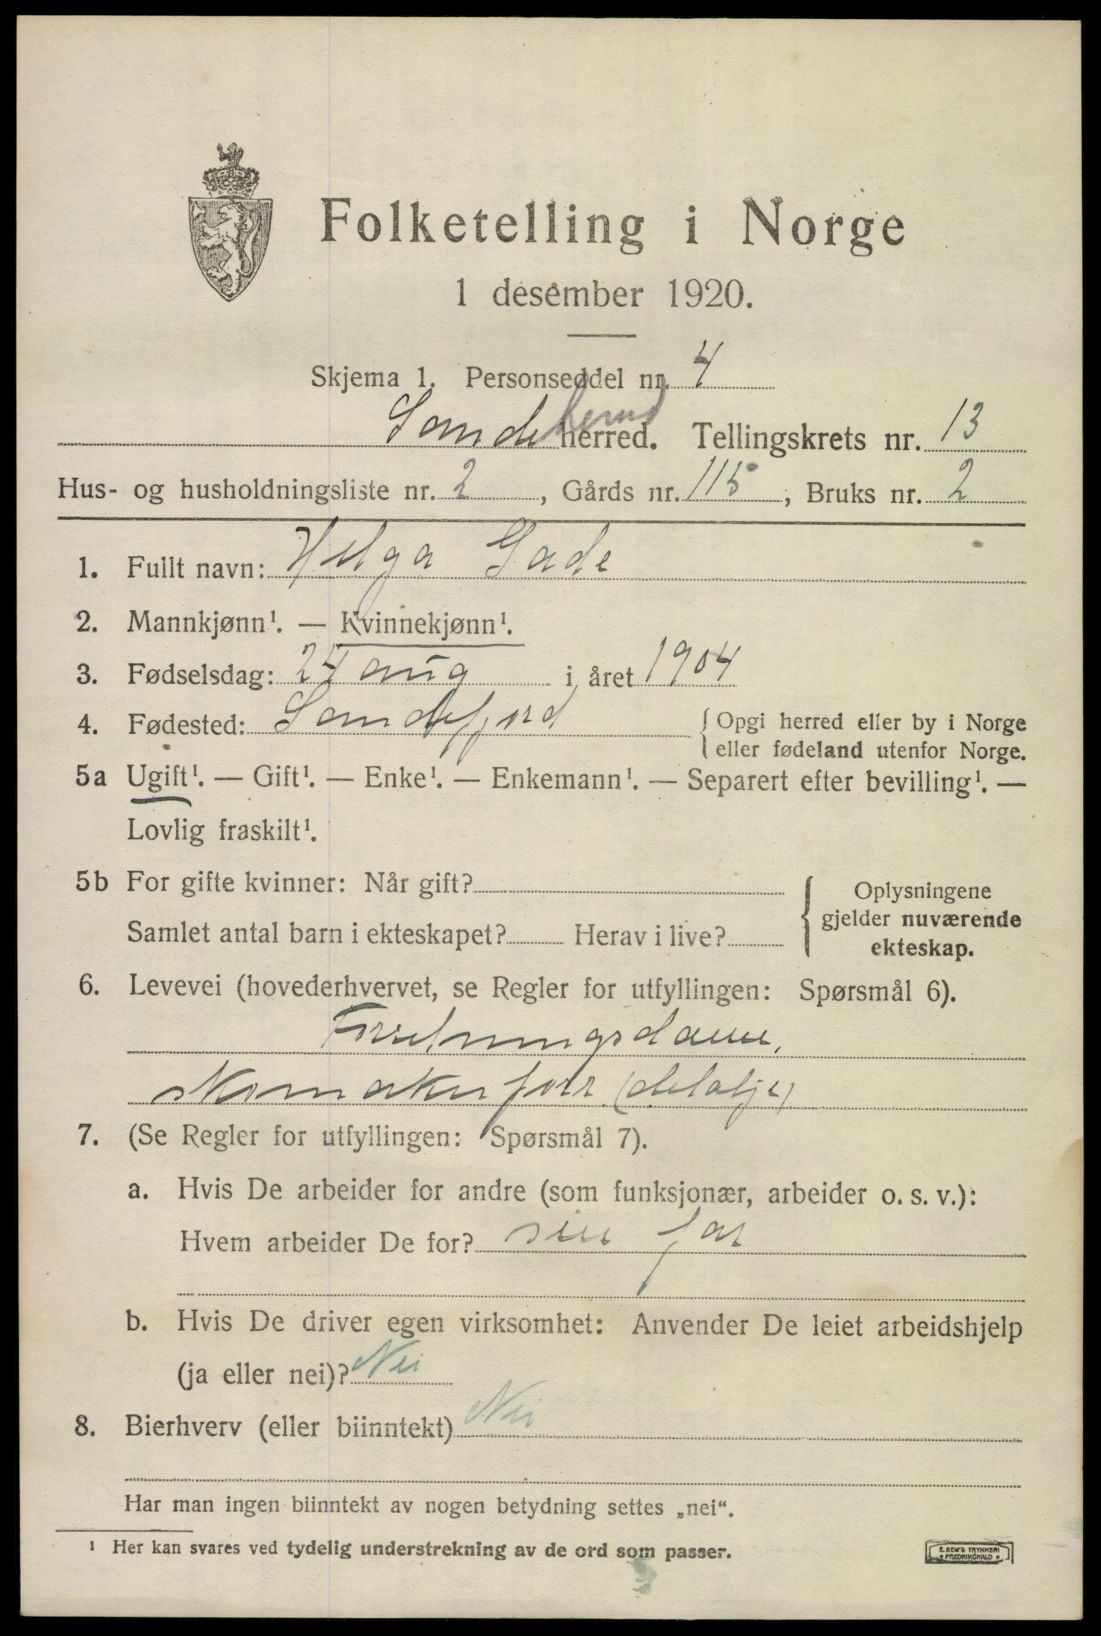 Folketelling i Norge
1 desember 1920.
Skjema 1. Personseddel nr. 4
Sandeherred. Tellingskrets nr. 13
Hus- og husholdningsliste nr. 2, Gårds nr. 115, Bruks nr. 2
1. Fullt navn: Helga Gade
2. Mannkjønn¹. — Kvinnekjønn¹.
3. Fødselsdag: 24 aug i året 1904
4. Fødested: Sandefjord {Opgi herred eller by i Norge
eller fødeland utenfor Norge.
5a Ugift¹. — Gift¹. — Enke¹. — Enkemann¹. — Separert efter bevilling¹. —
Lovlig fraskilt¹.
5b For gifte kvinner: Når gift?
Samlet antal barn i ekteskapet? Herav i live?
{Oplysningene
gjelder nuværende
ekteskap.
6. Levevei (hovederhvervet, se Regler for utfyllingen: Spørsmål 6).
Forretningsdame,
skomakerforr. (detalje)
7. (Se Regler for utfyllingen: Spørsmål 7).
a. Hvis De arbeider for andre (som funksjonær, arbeider o. s. v.):
Hvem arbeider De for? sin far
b. Hvis De driver egen virksomhet: Anvender De leiet arbeidshjelp
(ja eller nei)? Nei
8. Bierhverv (eller biinntekt) Nei
Har man ingen biinntekt av nogen betydning settes „nei“.
¹ Her kan svares ved tydelig understrekning av de ord som passer.
E. SEM'S TRYKKERI
FREDRIKSHALD